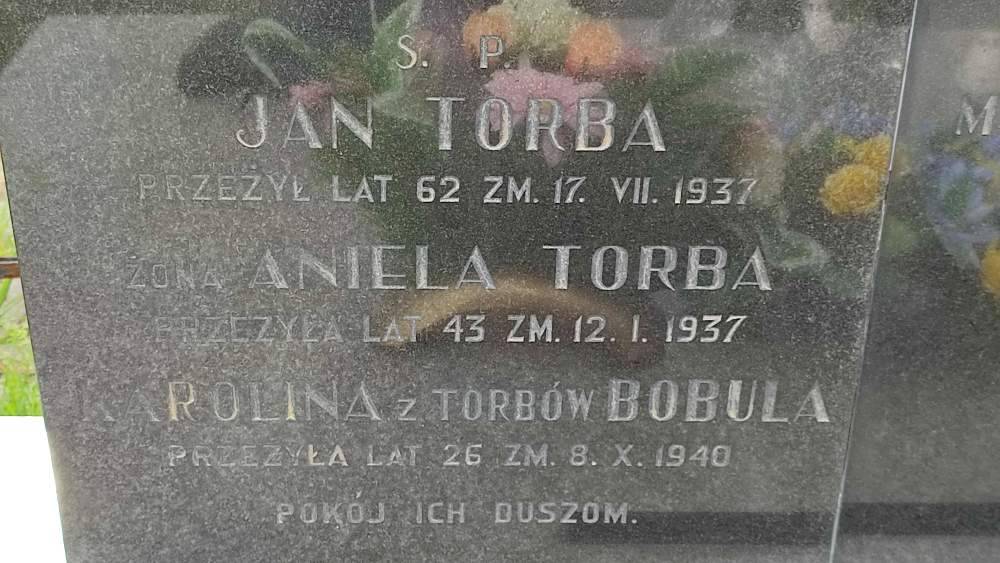 Ś. P.
JAN TORBA
PRZEŻYŁ LAT 62 ZM. 17. VII. 1937
ŻONA ANIELA TORBA
PRZEŻYŁA LAT 43 ZM. 12. I. 1937
KAROLINA z TORBÓW BOBULA
PRZEŻYŁA LAT 26 ZM. 8. X. 1940
POKÓJ ICH DUSZOM.
M